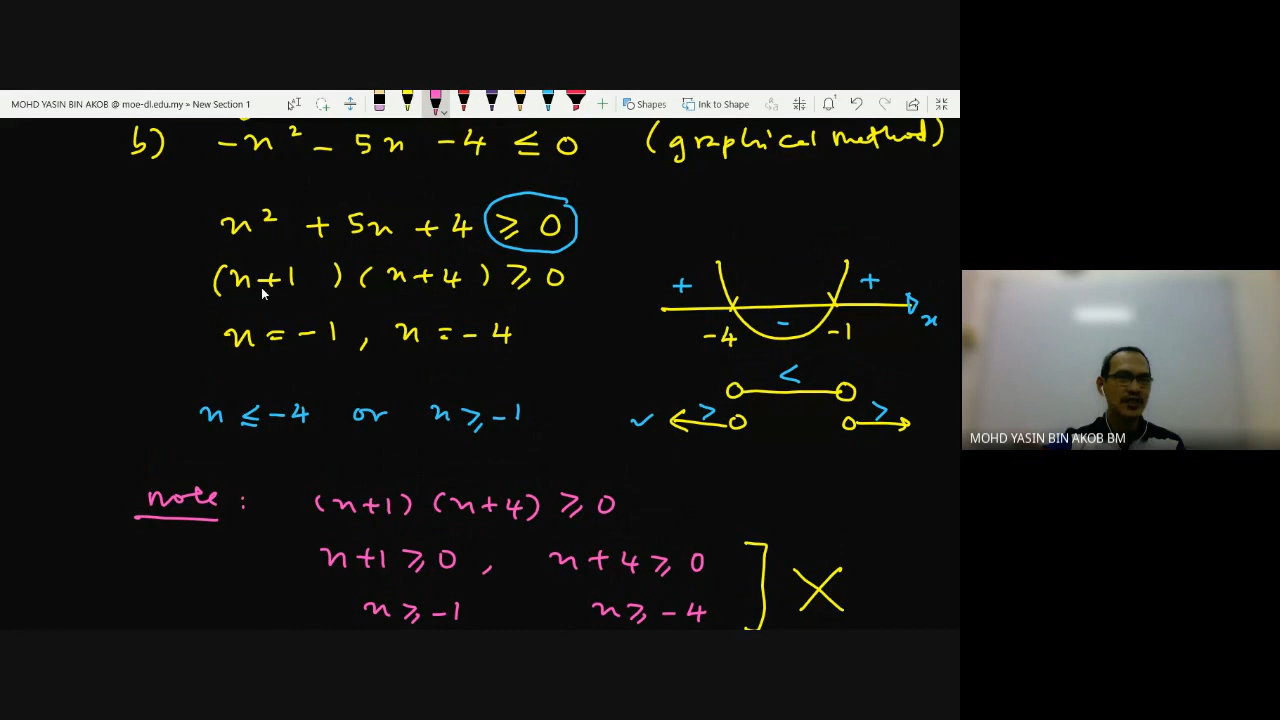 MOHD YASIN BIN AKOB @ moe-dl.edu.my » New Section 1
Shapes
Ink to Shape
b) -x² - 5x - 4 ≤ 0 (graphical method)
x² + 5x + 4 ≥ 0
(x+1)(x+4) ≥ 0
+ +
- x
x = -1, x = -4
-4 -1
<
x ≤ -4 or x ≥ -1
✓ > >
MOHD YASIN BIN AKOB BM
note: (x+1)(x+4) ≥ 0
x+1 ≥ 0, x+4 ≥ 0
x ≥ -1 x ≥ -4 ] X